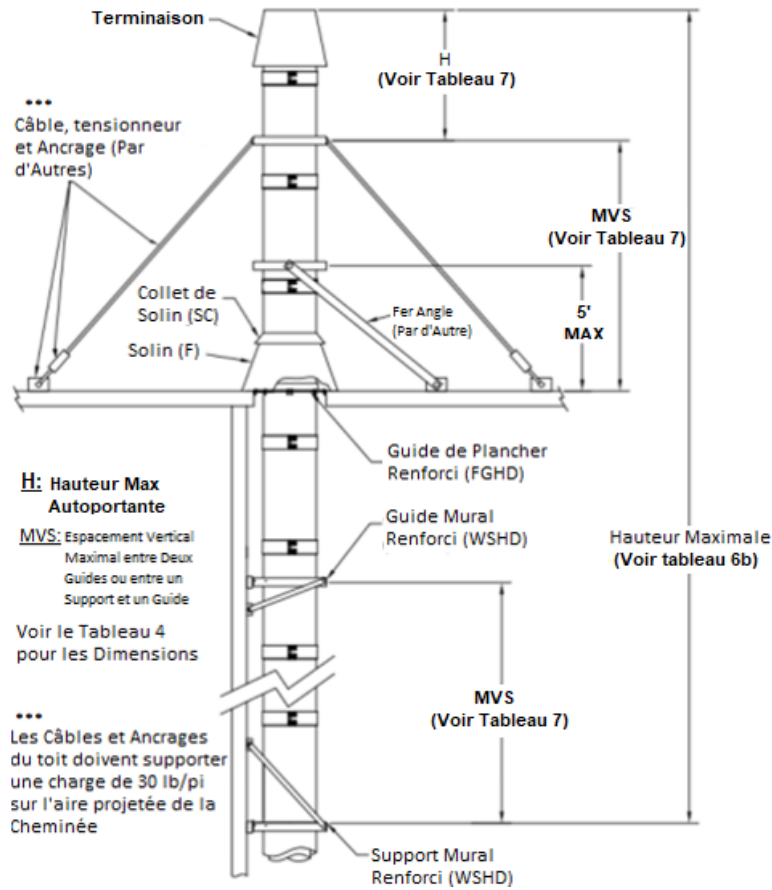 Terminaison
H
(Voir Tableau 7)
•••
Câble, tensionneur
et Ancrage (Par
d'Autres)
MVS
(Voir Tableau 7)
Collet de
Solin (SC)
Fer Angle
(Par d'Autre)
5'
MAX
Solin (F)
Guide de Plancher
Renforci (FGHD)
H: Hauteur Max
Autoportante
MVS: Espacement Vertical
Maximal entre Deux
Guides ou entre un
Support et un Guide
Guide Mural
Renforci (WSHD)
Hauteur Maximale
(Voir tableau 6b)
Voir le Tableau 4
pour les Dimensions
MVS
(Voir Tableau 7)
•••
Les Câbles et Ancrages
du toit doivent supporter
une charge de 30 lb/pi
sur l'aire projetée de la
Cheminée
Support Mural
Renforci (WSHD)